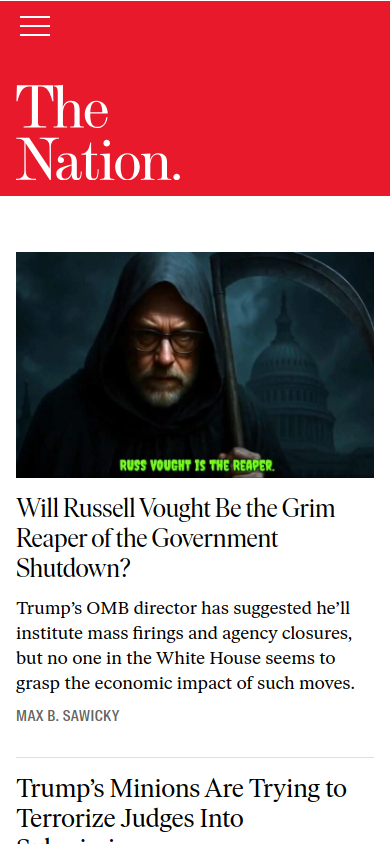 The
Nation.
RUSS VOUGHT IS THE REAPER.
Will Russell Vought Be the Grim
Reaper of the Government
Shutdown?
Trump’s OMB director has suggested he’ll
institute mass firings and agency closures,
but no one in the White House seems to
grasp the economic impact of such moves.
MAX B. SAWICKY
Trump’s Minions Are Trying to
Terrorize Judges Into